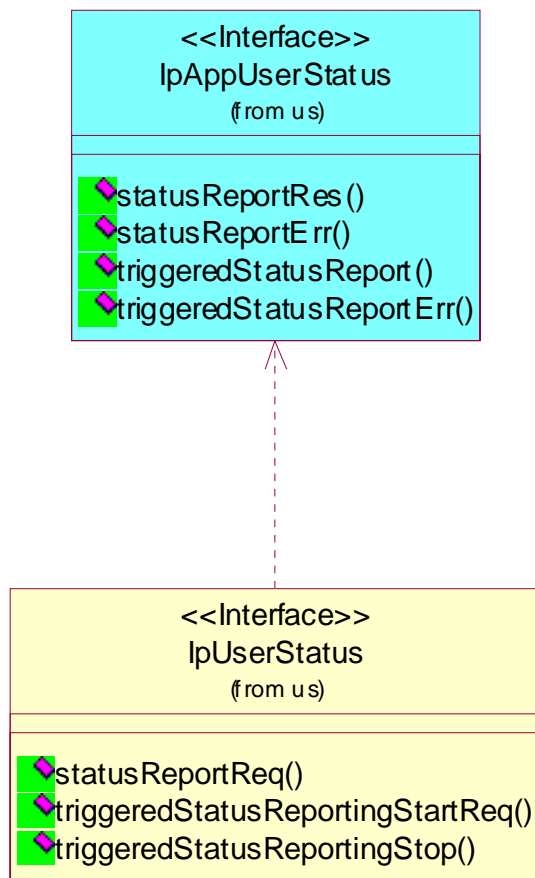 <<Interface>>
IpAppUserStatus
(from us)
statusReportRes()
statusReportErr()
triggeredStatusReport()
triggeredStatusReportErr()
<<Interface>>
IpUserStatus
(from us)
statusReportReq()
triggeredStatusReportingStartReq()
triggeredStatusReportingStop()